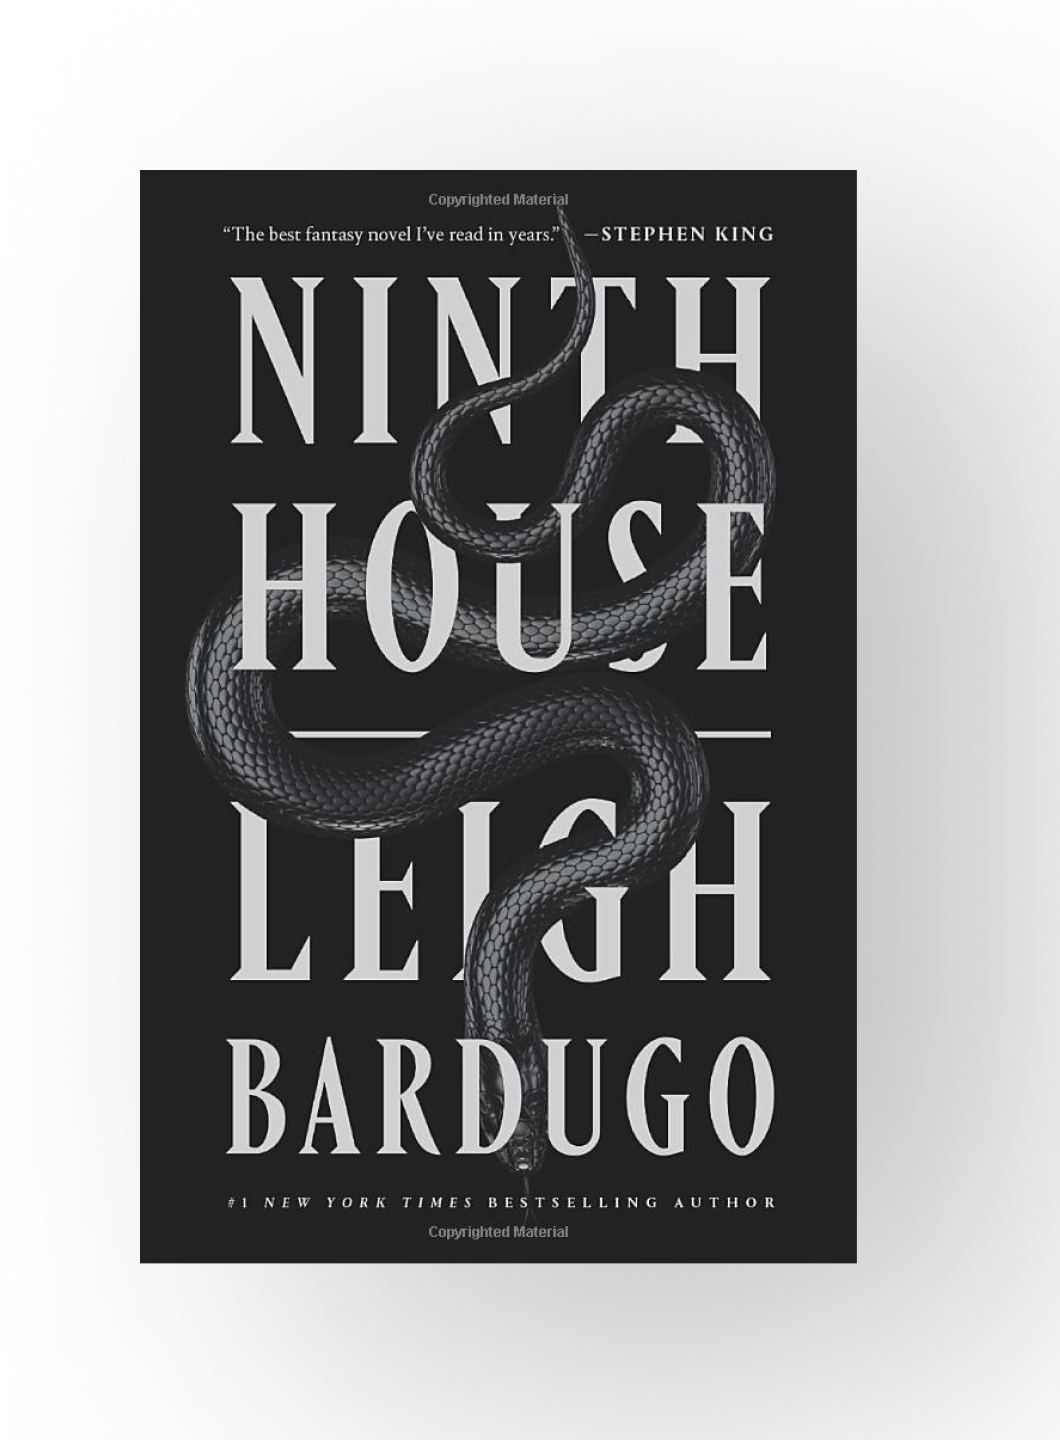 Copyrighted Material
“The best fantasy novel I’ve read in years.” —STEPHEN KING
NINTH
HOUSE
LEIGH
BARDUGO
#1 NEW YORK TIMES BESTSELLING AUTHOR
Copyrighted Material